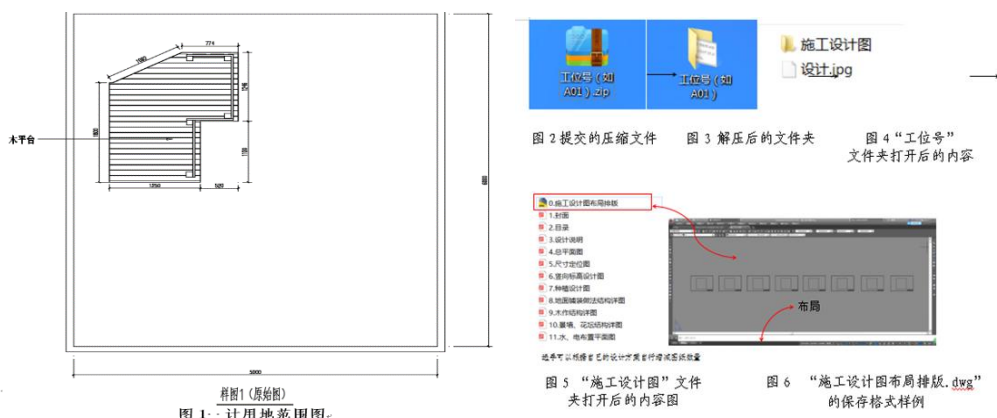 774
1092
1246
木平台
1800
1106
1250
520
5000
样图1（原始图）
图 1 计用地范围图
工位号（如
A01）.zip
工位号（如
A01）
施工设计图
设计.jpg
图 2提交的压缩文件
图 3 解压后的文件夹
图 4 “工位号”
文件夹打开后的内容
0.施工设计图布局排版
1.封面
2.目录
3.设计说明
4.总平面图
5.尺寸定位图
6.竖向标高设计图
7.种植设计图
8.地面铺装做法结构详图
9.木作结构详图
10.景墙、花坛结构详图
11.水、电布置平面图
布局
选手可以根据自己的设计方案自行增减图纸数量
图 5 “施工设计图”文件
夹打开后的内容图
图 6 “施工设计图布局排版.dwg”
的保存格式样例